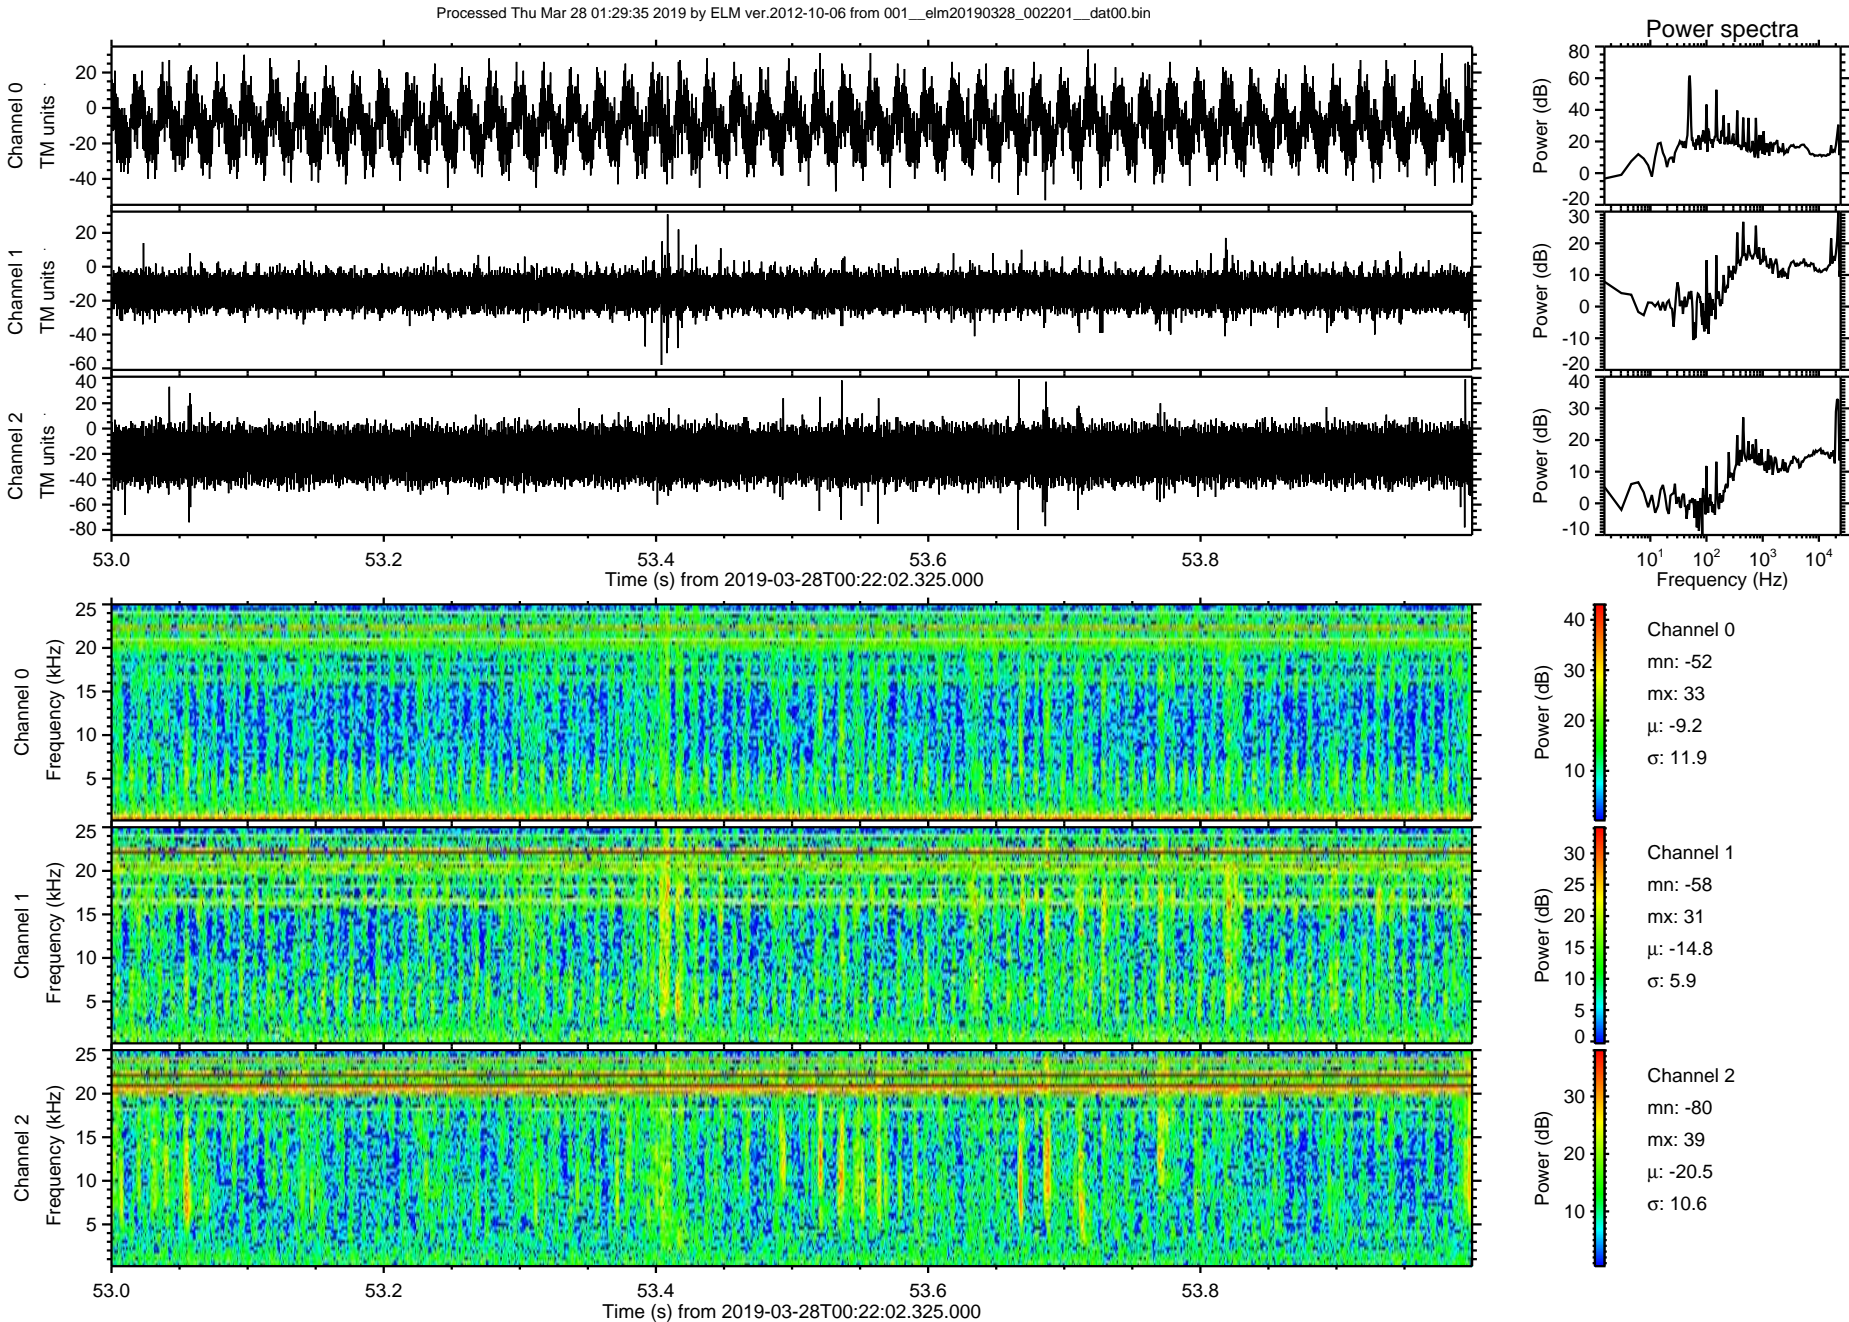 Processed Thu Mar 28 01:29:35 2019 by ELM ver.2012-10-06 from 001__elm20190328_002201__dat00.bin
Power spectra
Channel 0
TM units
20
0
-20
-40
Power (dB)
80
60
40
20
0
-20
Channel 1
TM units
20
0
-20
-40
-60
Power (dB)
30
20
10
0
-10
-20
Channel 2
TM units
40
20
0
-20
-40
-60
-80
Power (dB)
40
30
20
10
0
-10
53.0 53.2 53.4 53.6 53.8
Time (s) from 2019-03-28T00:22:02.325.000
10^1 10^2 10^3 10^4
Frequency (Hz)
Channel 0
Frequency (kHz)
25
20
15
10
5
Power (dB)
40
30
20
10
Channel 0
mn: -52
mx: 33
μ: -9.2
σ: 11.9
Channel 1
Frequency (kHz)
25
20
15
10
5
Power (dB)
30
25
20
15
10
5
0
Channel 1
mn: -58
mx: 31
μ: -14.8
σ: 5.9
Channel 2
Frequency (kHz)
25
20
15
10
5
Power (dB)
30
20
10
Channel 2
mn: -80
mx: 39
μ: -20.5
σ: 10.6
53.0 53.2 53.4 53.6 53.8
Time (s) from 2019-03-28T00:22:02.325.000